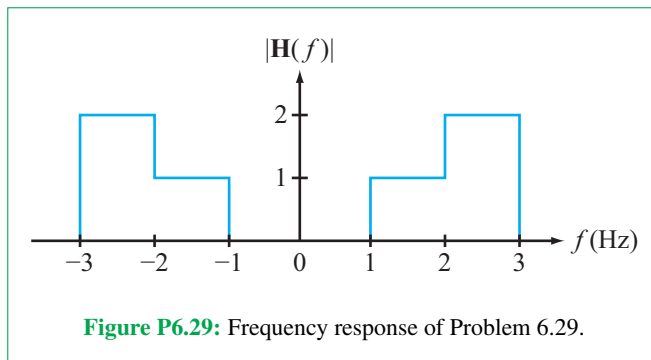 |H(f)|
2
1
−3 −2 −1 0 1 2 3 f (Hz)
Figure P6.29: Frequency response of Problem 6.29.